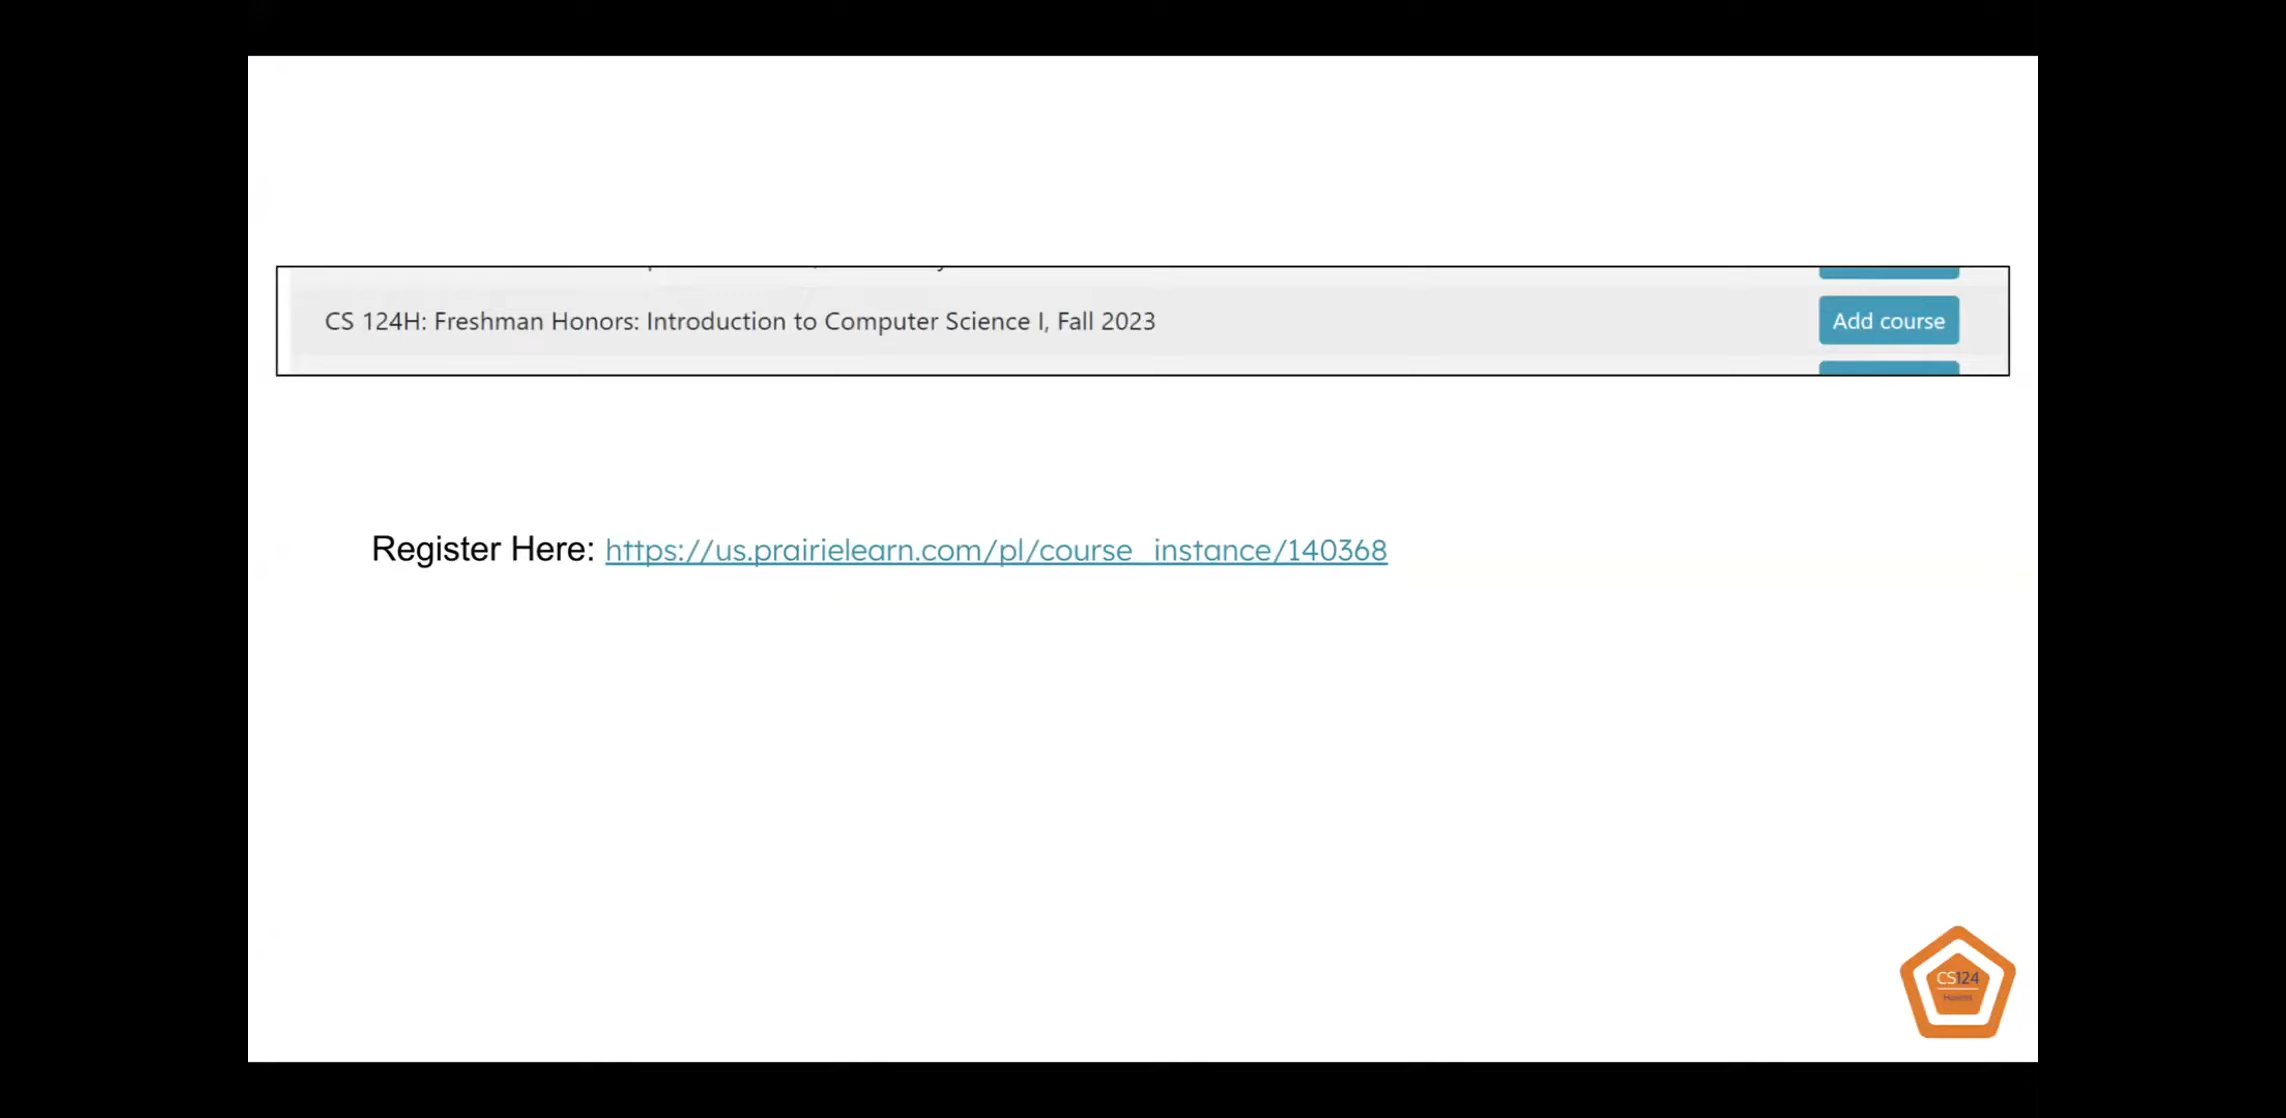 CS 124H: Freshman Honors: Introduction to Computer Science I, Fall 2023
Add course
Register Here: https://us.prairielearn.com/pl/course_instance/140368
CS124
Honors